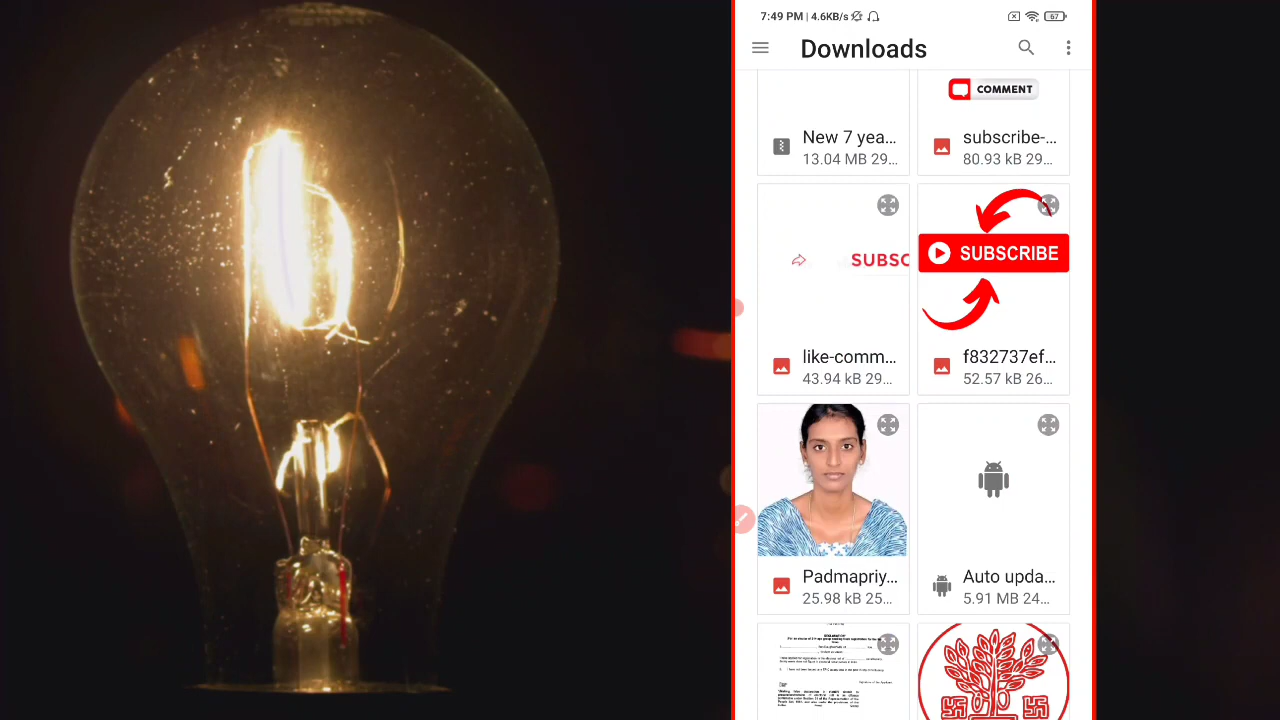 7:49 PM | 4.6KB/s
67
Downloads
COMMENT
New 7 yea...
13.04 MB 29...
subscribe-...
80.93 kB 29...
SUBSC
SUBSCRIBE
like-comm...
43.94 kB 29...
f832737ef...
52.57 kB 26...
Padmapriy...
25.98 kB 25...
Auto upda...
5.91 MB 24...
DECLARATION